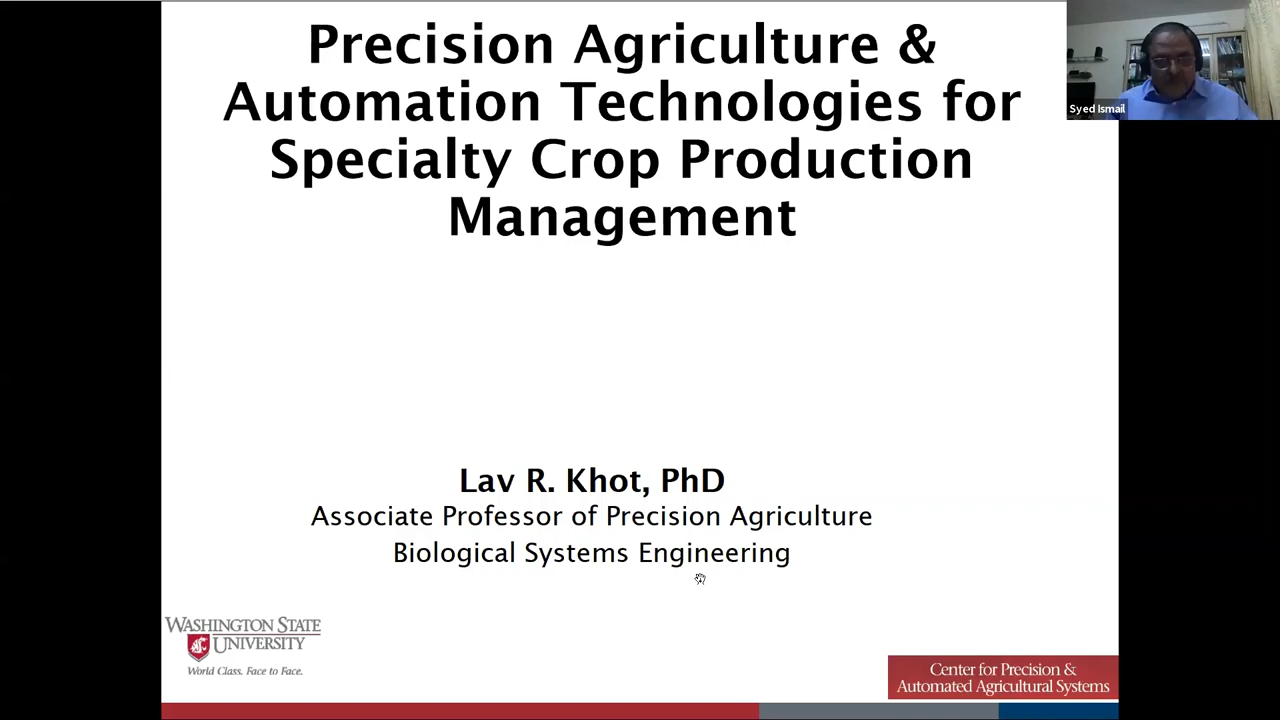 Precision Agriculture &
Automation Technologies for
Specialty Crop Production
Management
Syed Ismail
Lav R. Khot, PhD
Associate Professor of Precision Agriculture
Biological Systems Engineering
WASHINGTON STATE
UNIVERSITY
World Class. Face to Face.
Center for Precision &
Automated Agricultural Systems